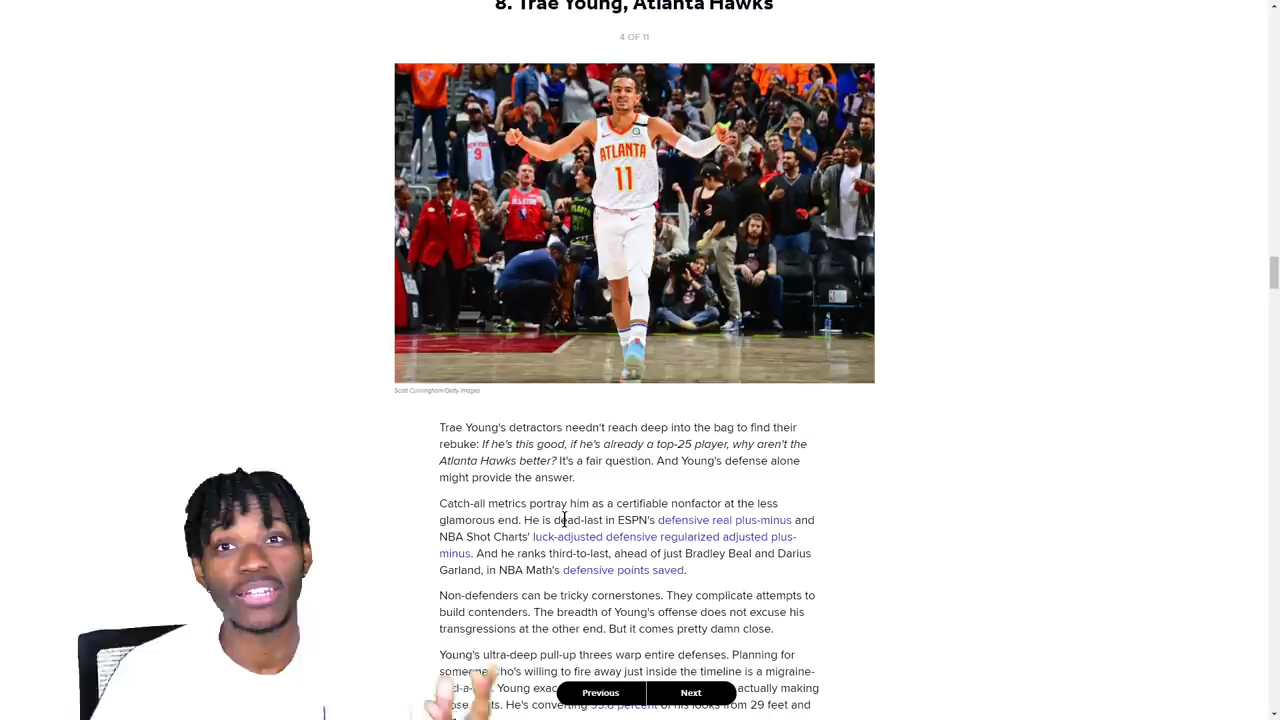 8. Trae Young, Atlanta Hawks
4 OF 11
NEW YORK
9
ATLANTA
11
Scott Cunningham/Getty Images
Trae Young's detractors needn't reach deep into the bag to find their
rebuke: If he's this good, if he's already a top-25 player, why aren't the
Atlanta Hawks better? It's a fair question. And Young's defense alone
might provide the answer.
Catch-all metrics portray him as a certifiable nonfactor at the less
glamorous end. He is dead-last in ESPN's defensive real plus-minus and
NBA Shot Charts' luck-adjusted defensive regularized adjusted plus-
minus. And he ranks third-to-last, ahead of just Bradley Beal and Darius
Garland, in NBA Math's defensive points saved.
Non-defenders can be tricky cornerstones. They complicate attempts to
build contenders. The breadth of Young's offense does not excuse his
transgressions at the other end. But it comes pretty damn close.
Young's ultra-deep pull-up threes warp entire defenses. Planning for
someone who's willing to fire away just inside the timeline is a migraine-
Young actually making
Previous
Next
He's converting percent of his looks from 29 feet and